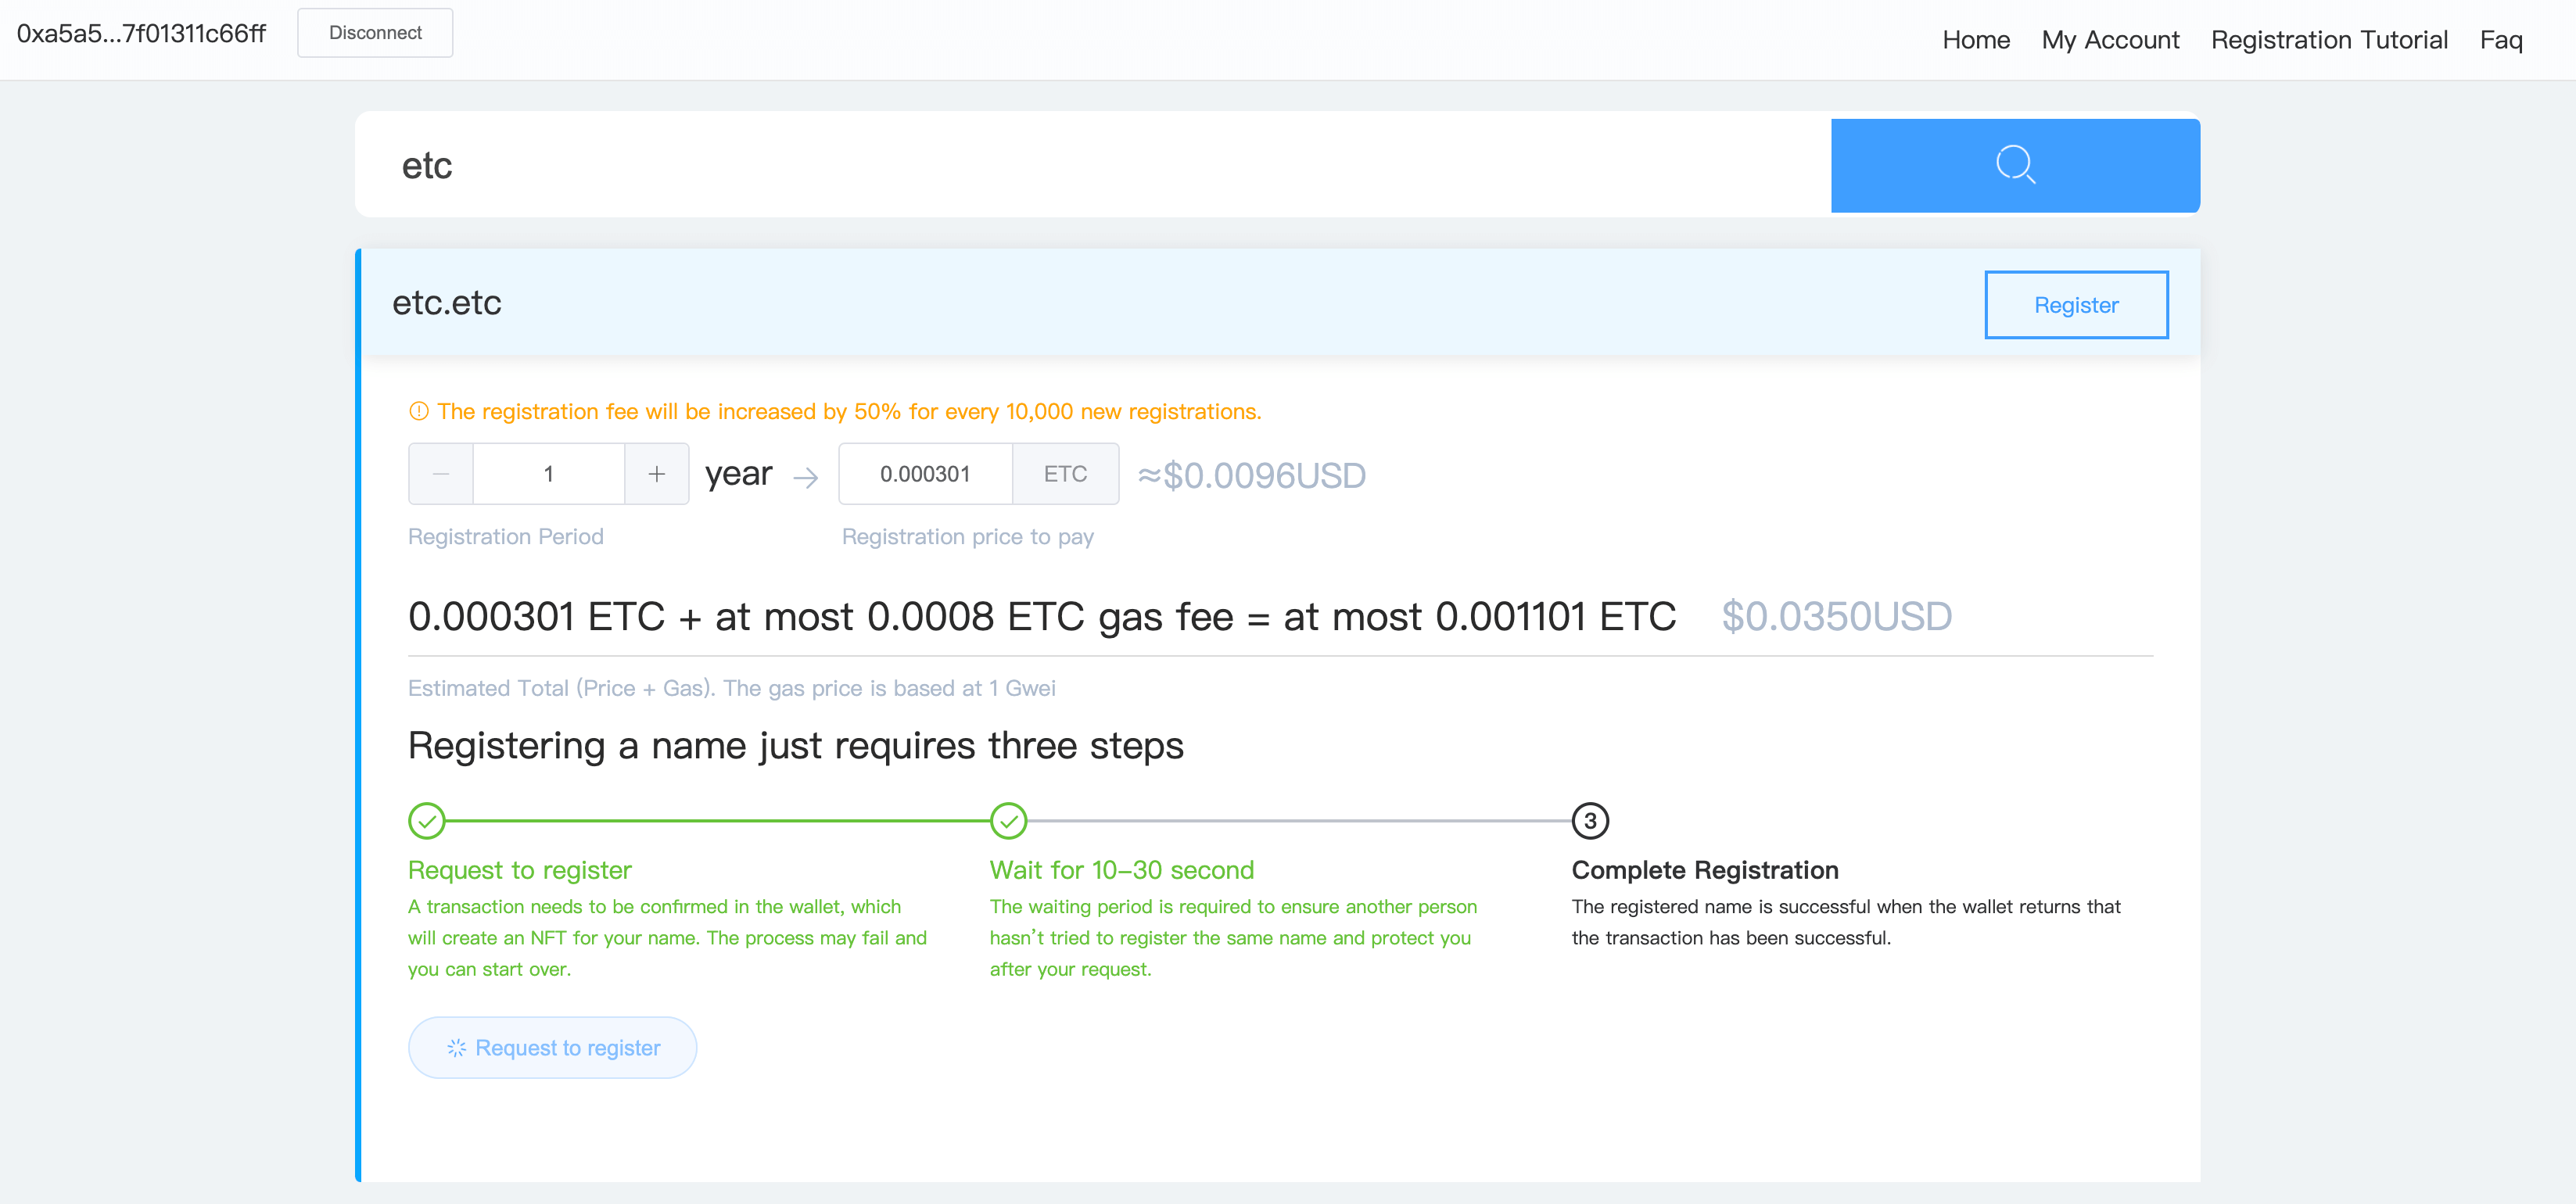 0xa5a5...7f01311c66ff
Disconnect
Home
My Account
Registration Tutorial
Faq
etc
etc.etc
Register
The registration fee will be increased by 50% for every 10,000 new registrations.
1
year
0.000301
ETC
≈$0.0096USD
Registration Period
Registration price to pay
0.000301 ETC + at most 0.0008 ETC gas fee = at most 0.001101 ETC
$0.0350USD
Estimated Total (Price + Gas). The gas price is based at 1 Gwei
Registering a name just requires three steps
Request to register
A transaction needs to be confirmed in the wallet, which
will create an NFT for your name. The process may fail and
you can start over.
Wait for 10-30 second
The waiting period is required to ensure another person
hasn't tried to register the same name and protect you
after your request.
3
Complete Registration
The registered name is successful when the wallet returns that
the transaction has been successful.
Request to register